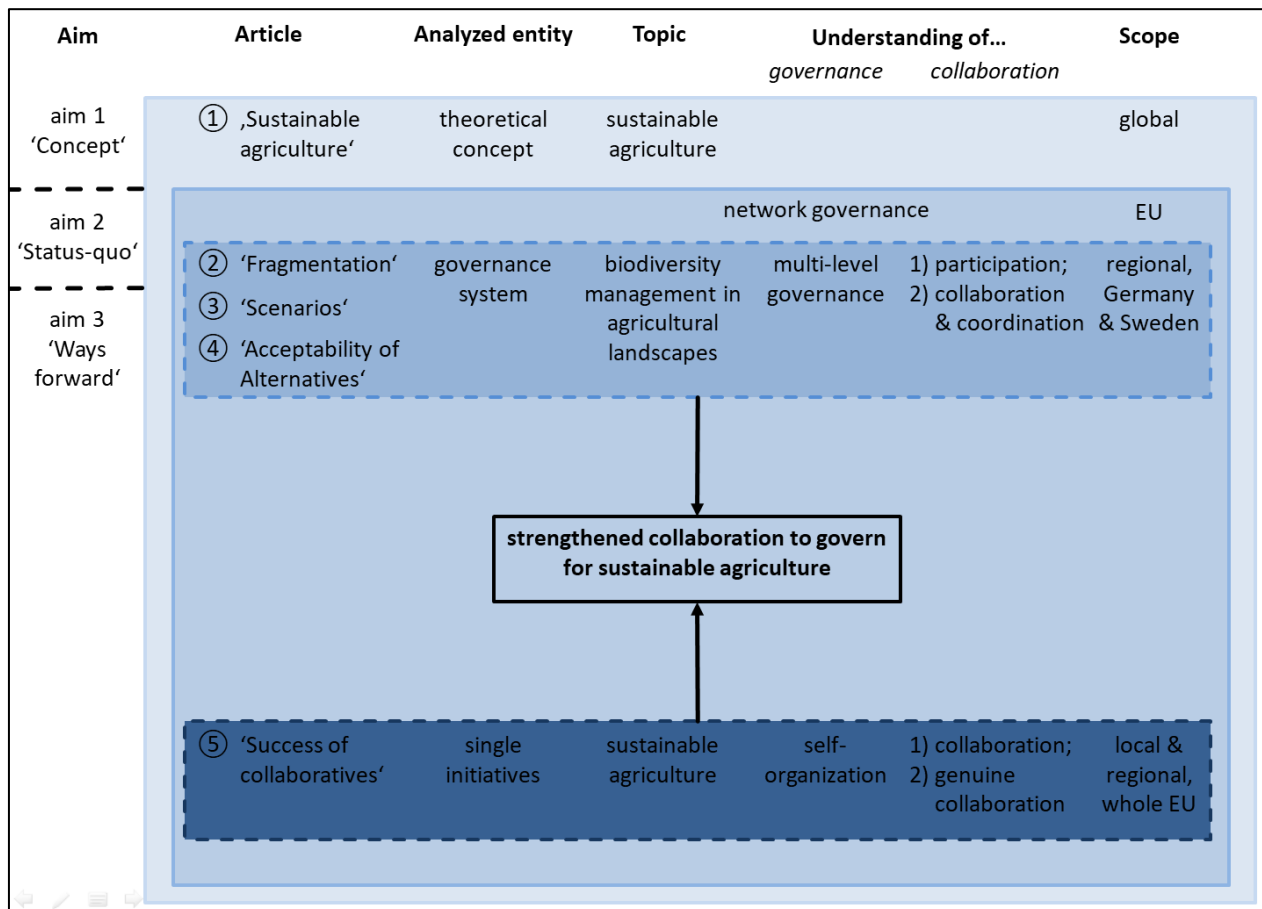 Aim Article Analyzed entity Topic Understanding of... Scope
governance collaboration
aim 1 ① ‚Sustainable theoretical sustainable global
‘Concept‘ agriculture‘ concept agriculture
network governance EU
aim 2
‘Status-quo‘ ② ‘Fragmentation‘ governance biodiversity multi-level 1) participation; regional,
system management in governance 2) collaboration Germany
③ ‘Scenarios‘ agricultural & coordination & Sweden
aim 3 ④ ‘Acceptability of landscapes
‘Ways Alternatives‘
forward‘
strengthened collaboration to govern
for sustainable agriculture
⑤ ‘Success of single sustainable self- 1) collaboration; local &
collaboratives‘ initiatives agriculture organization 2) genuine regional,
collaboration whole EU